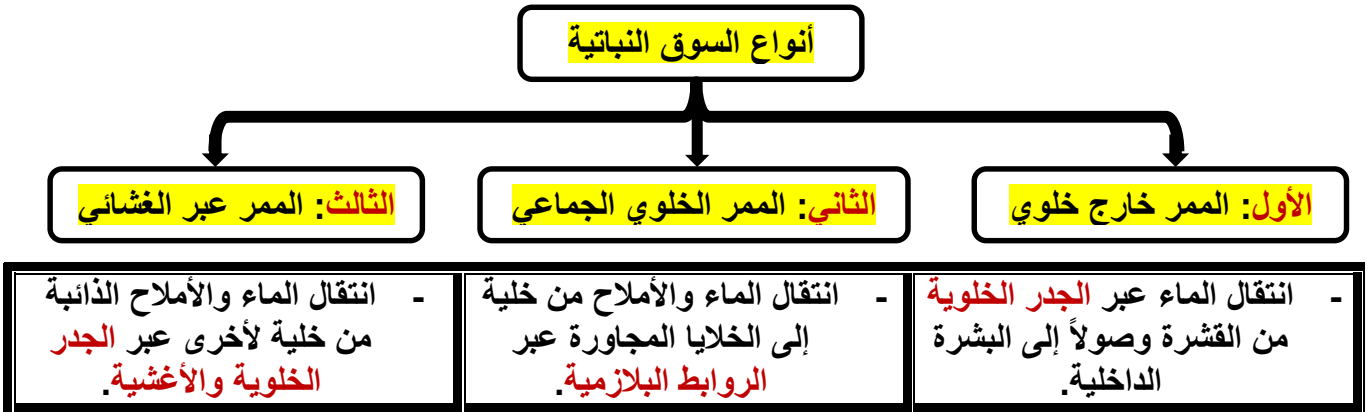 أنواع السوق النباتية
الأول: الممر خارج خلوي
الثاني: الممر الخلوي الجماعي
الثالث: الممر عبر الغشائي
- انتقال الماء عبر الجدر الخلوية
من القشرة وصولاً إلى البشرة
الداخلية.
- انتقال الماء والأملاح من خلية
إلى الخلايا المجاورة عبر
الروابط البلازمية.
- انتقال الماء والأملاح الذائبة
من خلية لأخرى عبر الجدر
الخلوية والأغشية.